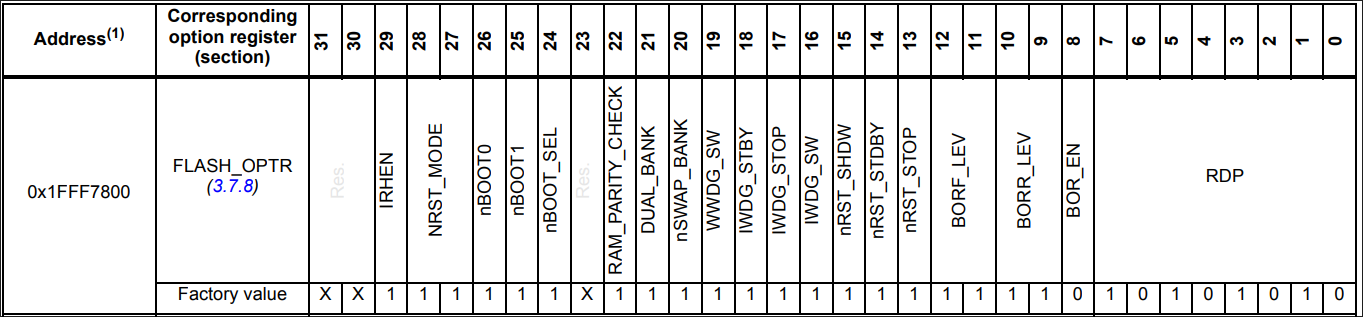 Address(1) Corresponding option register (section) 31 30 29 28 27 26 25 24 23 22 21 20 19 18 17 16 15 14 13 12 11 10 9 8 7 6 5 4 3 2 1 0
0x1FFF7800 FLASH_OPTR (3.7.8) Res. IRHEN NRST_MODE nBOOT0 nBOOT1 nBOOT_SEL Res. RAM_PARITY_CHECK DUAL_BANK nSWAP_BANK WWDG_SW IWDG_STBY IWDG_STOP IWDG_SW nRST_SHDW nRST_STDBY nRST_STOP BORF_LEV BORR_LEV BOR_EN RDP
Factory value X X 1 1 1 1 1 1 X 1 1 1 1 1 1 1 1 1 1 1 1 1 1 0 1 0 1 0 1 0 1 0